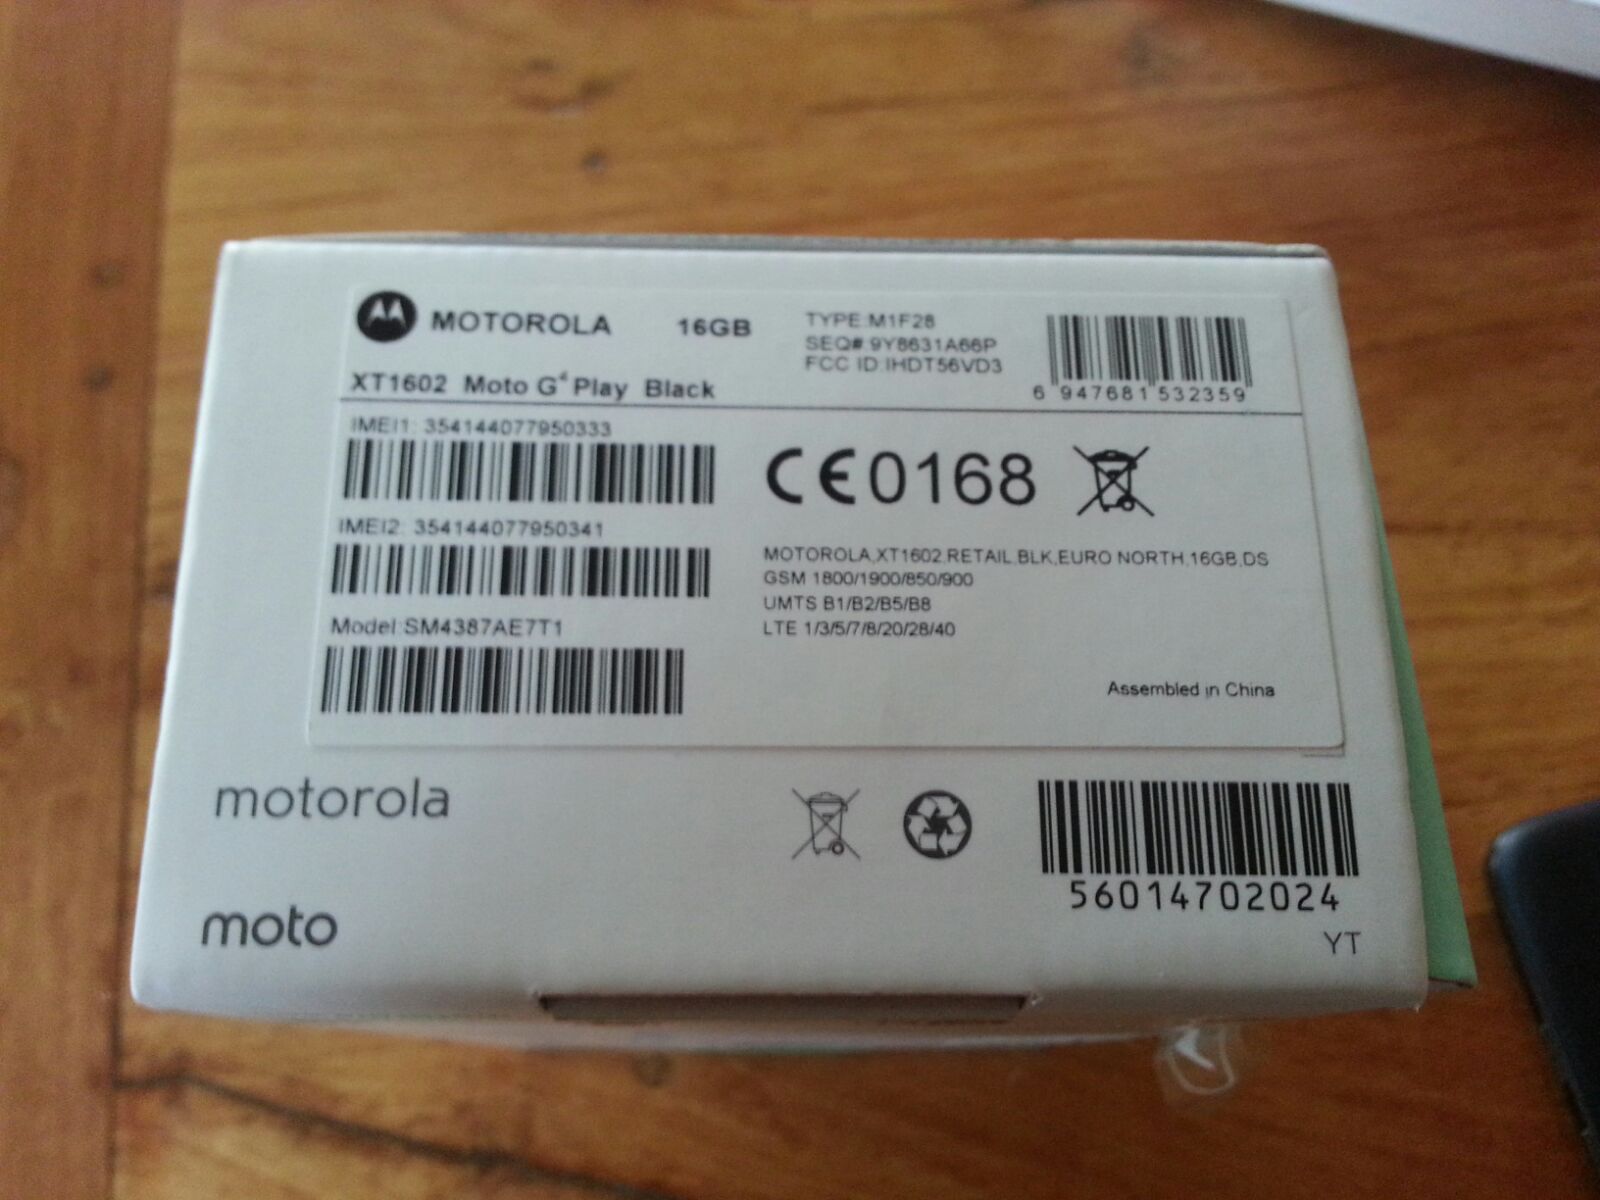 MOTOROLA 16GB
TYPE:M1F28
SEQ# 9Y8631A66P
FCC ID:IHDT56VD3
6 947681 532359
XT1602 Moto G⁴ Play Black
IMEI1: 354144077950333
IMEI2: 354144077950341
Model:SM4387AE7T1
CE0168
MOTOROLA,XT1602,RETAIL,BLK,EURO NORTH,16GB,DS
GSM 1800/1900/850/900
UMTS B1/B2/B5/B8
LTE 1/3/5/7/8/20/28/40
Assembled in China
motorola
moto
56014702024
YT